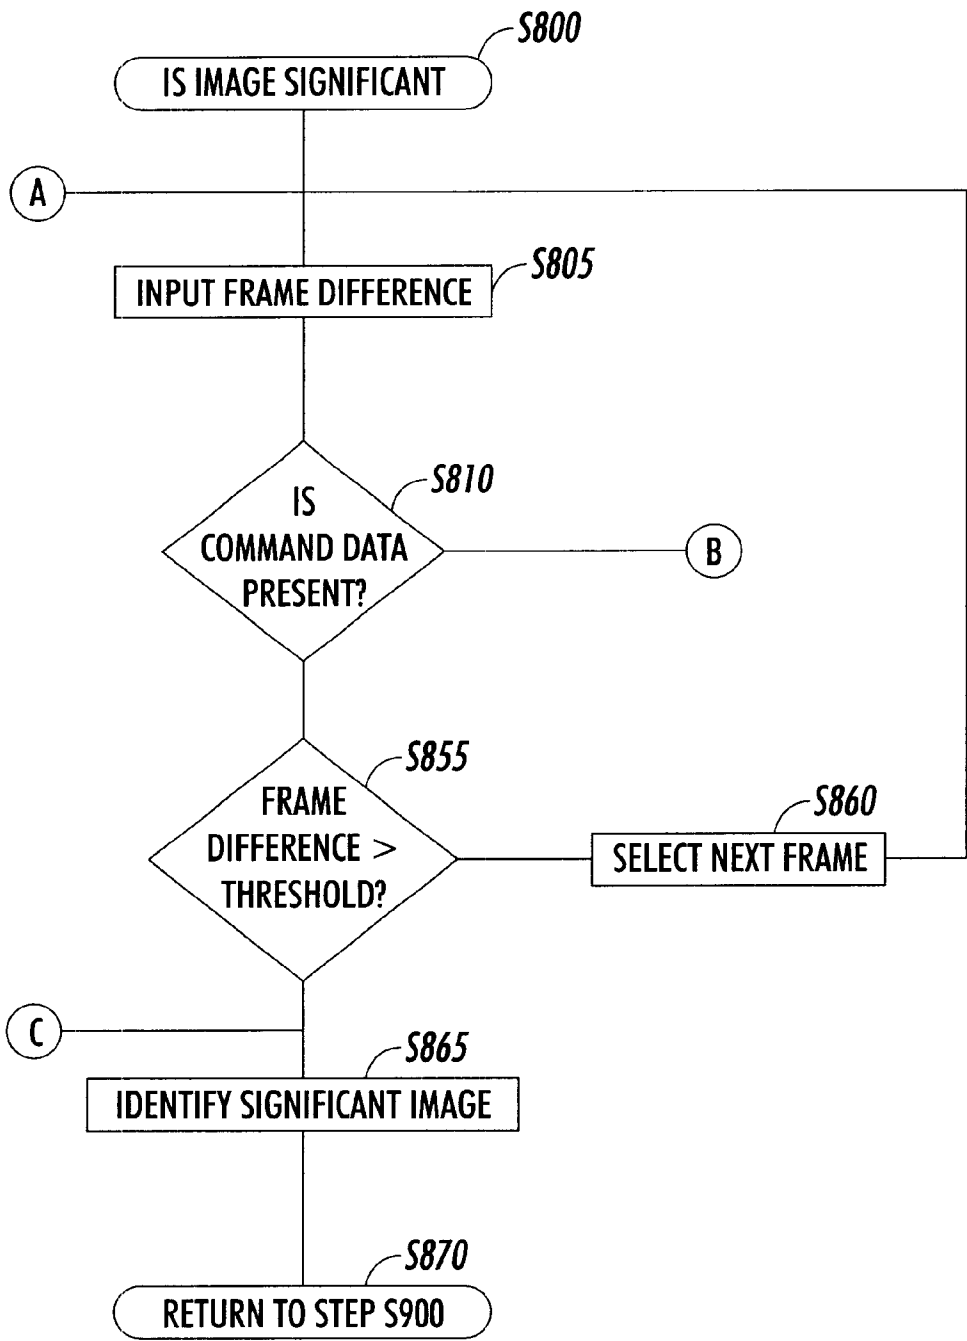 S800
IS IMAGE SIGNIFICANT
A
S805
INPUT FRAME DIFFERENCE
S810
IS
COMMAND DATA
PRESENT?
B
S855
FRAME
DIFFERENCE >
THRESHOLD?
S860
SELECT NEXT FRAME
C
S865
IDENTIFY SIGNIFICANT IMAGE
S870
RETURN TO STEP S900